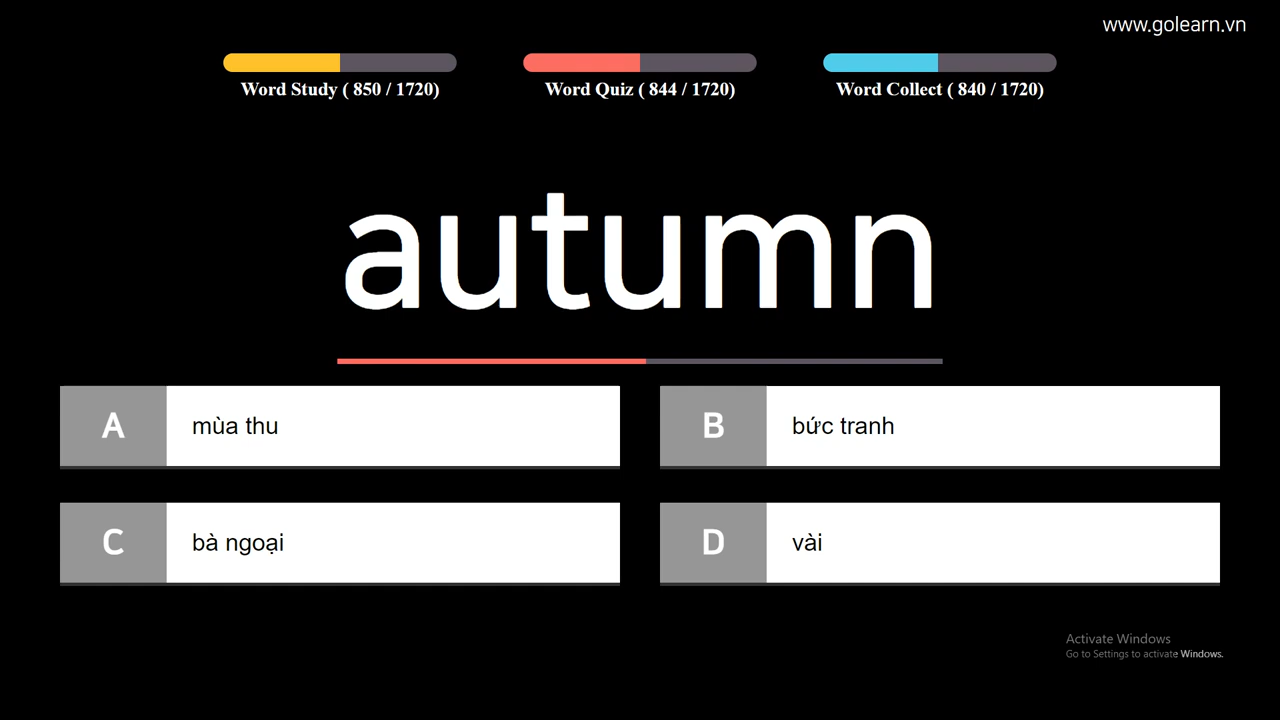 www.golearn.vn
Word Study ( 850 / 1720)
Word Quiz ( 844 / 1720)
Word Collect ( 840 / 1720)
autumn
A mùa thu
B bức tranh
C bà ngoại
D vài
Activate Windows
Go to Settings to activate Windows.